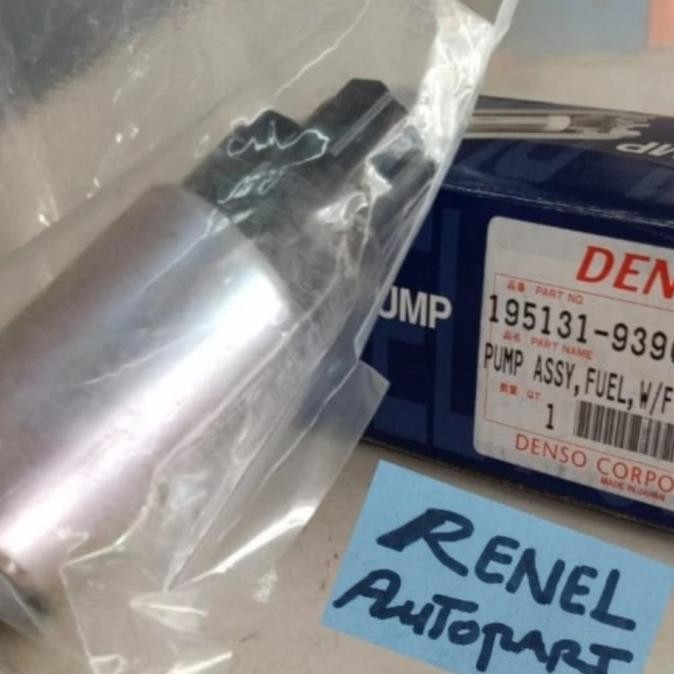 UMP
DEN
品番 PART NO.
195131-939
品名 PART NAME
PUMP ASSY,FUEL,W/F
数量 QT.
1
DENSO CORPO
MADE IN JAPAN
RENEL
AUTOPART